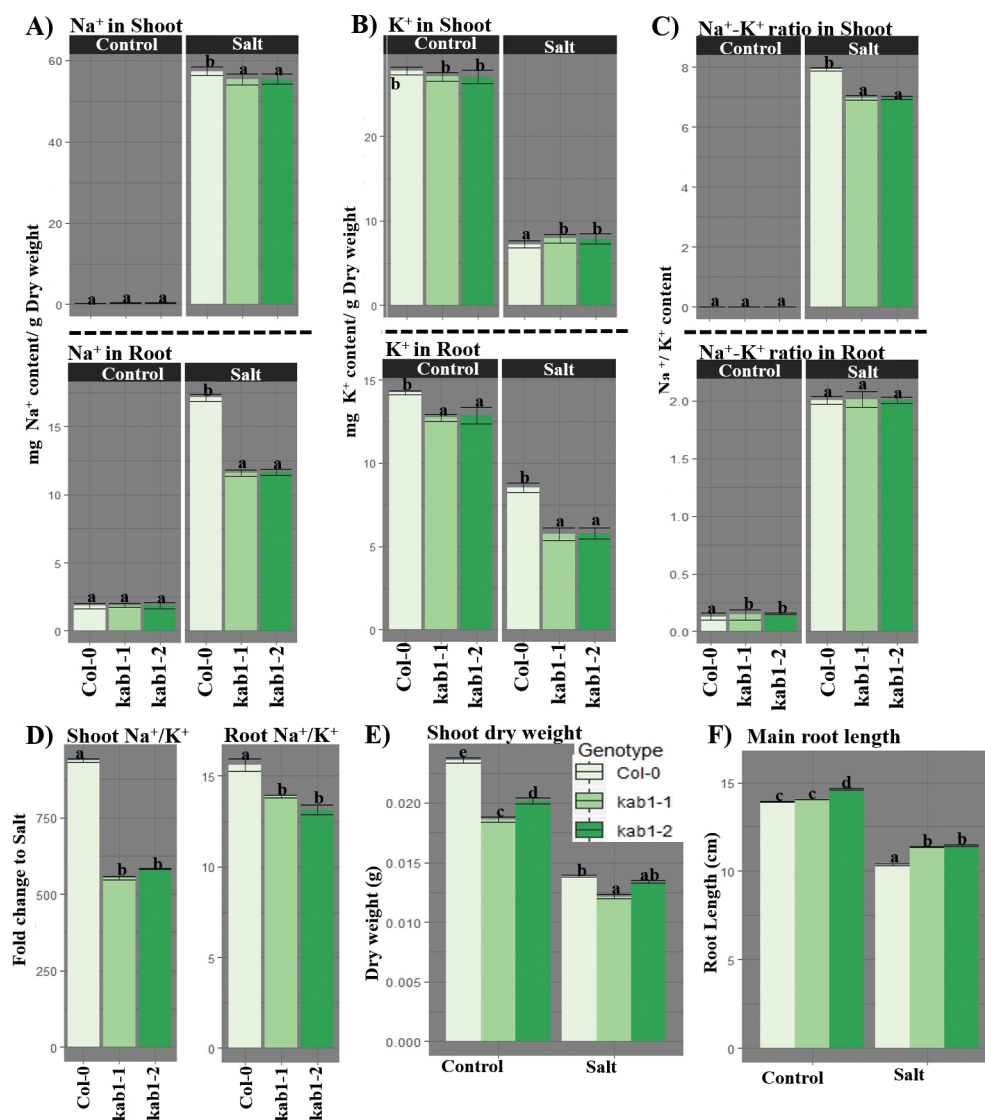 A) Na⁺ in Shoot
Control Salt
60
40
20
0
b a a
a a a
Na⁺ in Root
Control Salt
15
10
5
0
a a a
b a a
mg Na⁺ content/ g Dry weight
Col-0 kab1-1 kab1-2 Col-0 kab1-1 kab1-2
B) K⁺ in Shoot
Control Salt
20
10
0
b b b
a b b
K⁺ in Root
Control Salt
15
10
5
0
b a a
b a a
mg K⁺ content/ g Dry weight
Col-0 kab1-1 kab1-2 Col-0 kab1-1 kab1-2
C) Na⁺-K⁺ ratio in Shoot
Control Salt
8
6
4
2
0
a a a
b a a
Na⁺-K⁺ ratio in Root
Control Salt
2.0
1.5
1.0
0.5
0.0
a b b
a a a
Na⁺/ K⁺ content
Col-0 kab1-1 kab1-2 Col-0 kab1-1 kab1-2
D) Shoot Na⁺/K⁺
750
500
250
0
a b b
Fold change to Salt
Col-0 kab1-1 kab1-2
Root Na⁺/K⁺
15
10
5
0
a b b
Col-0 kab1-1 kab1-2
E) Shoot dry weight
Genotype
Col-0
kab1-1
kab1-2
0.020
0.015
0.010
0.005
0.000
e c d
b a ab
Dry weight (g)
Control Salt
F) Main root length
15
10
5
0
c c d
a b b
Root Length (cm)
Control Salt